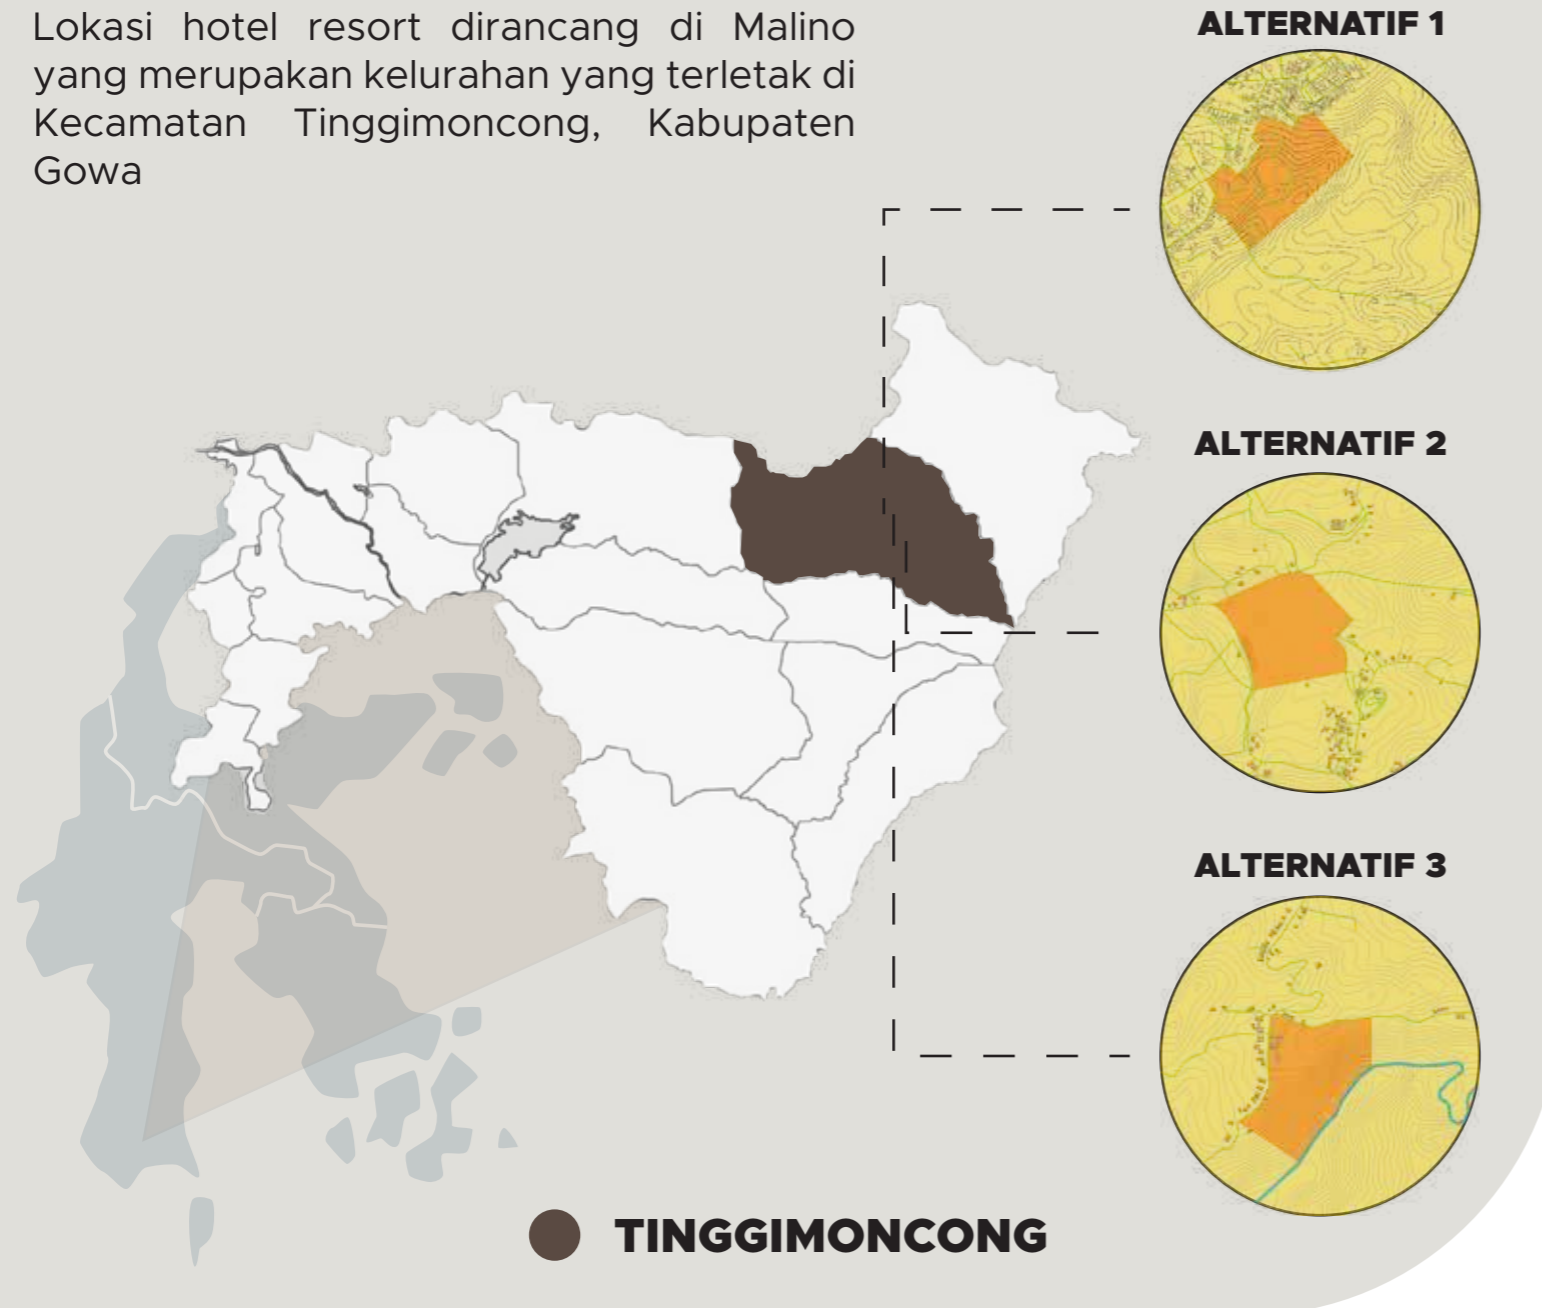 Lokasi hotel resort dirancang di Malino
yang merupakan kelurahan yang terletak di
Kecamatan Tinggimoncong, Kabupaten
Gowa
ALTERNATIF 1
ALTERNATIF 2
ALTERNATIF 3
TINGGIMONCONG